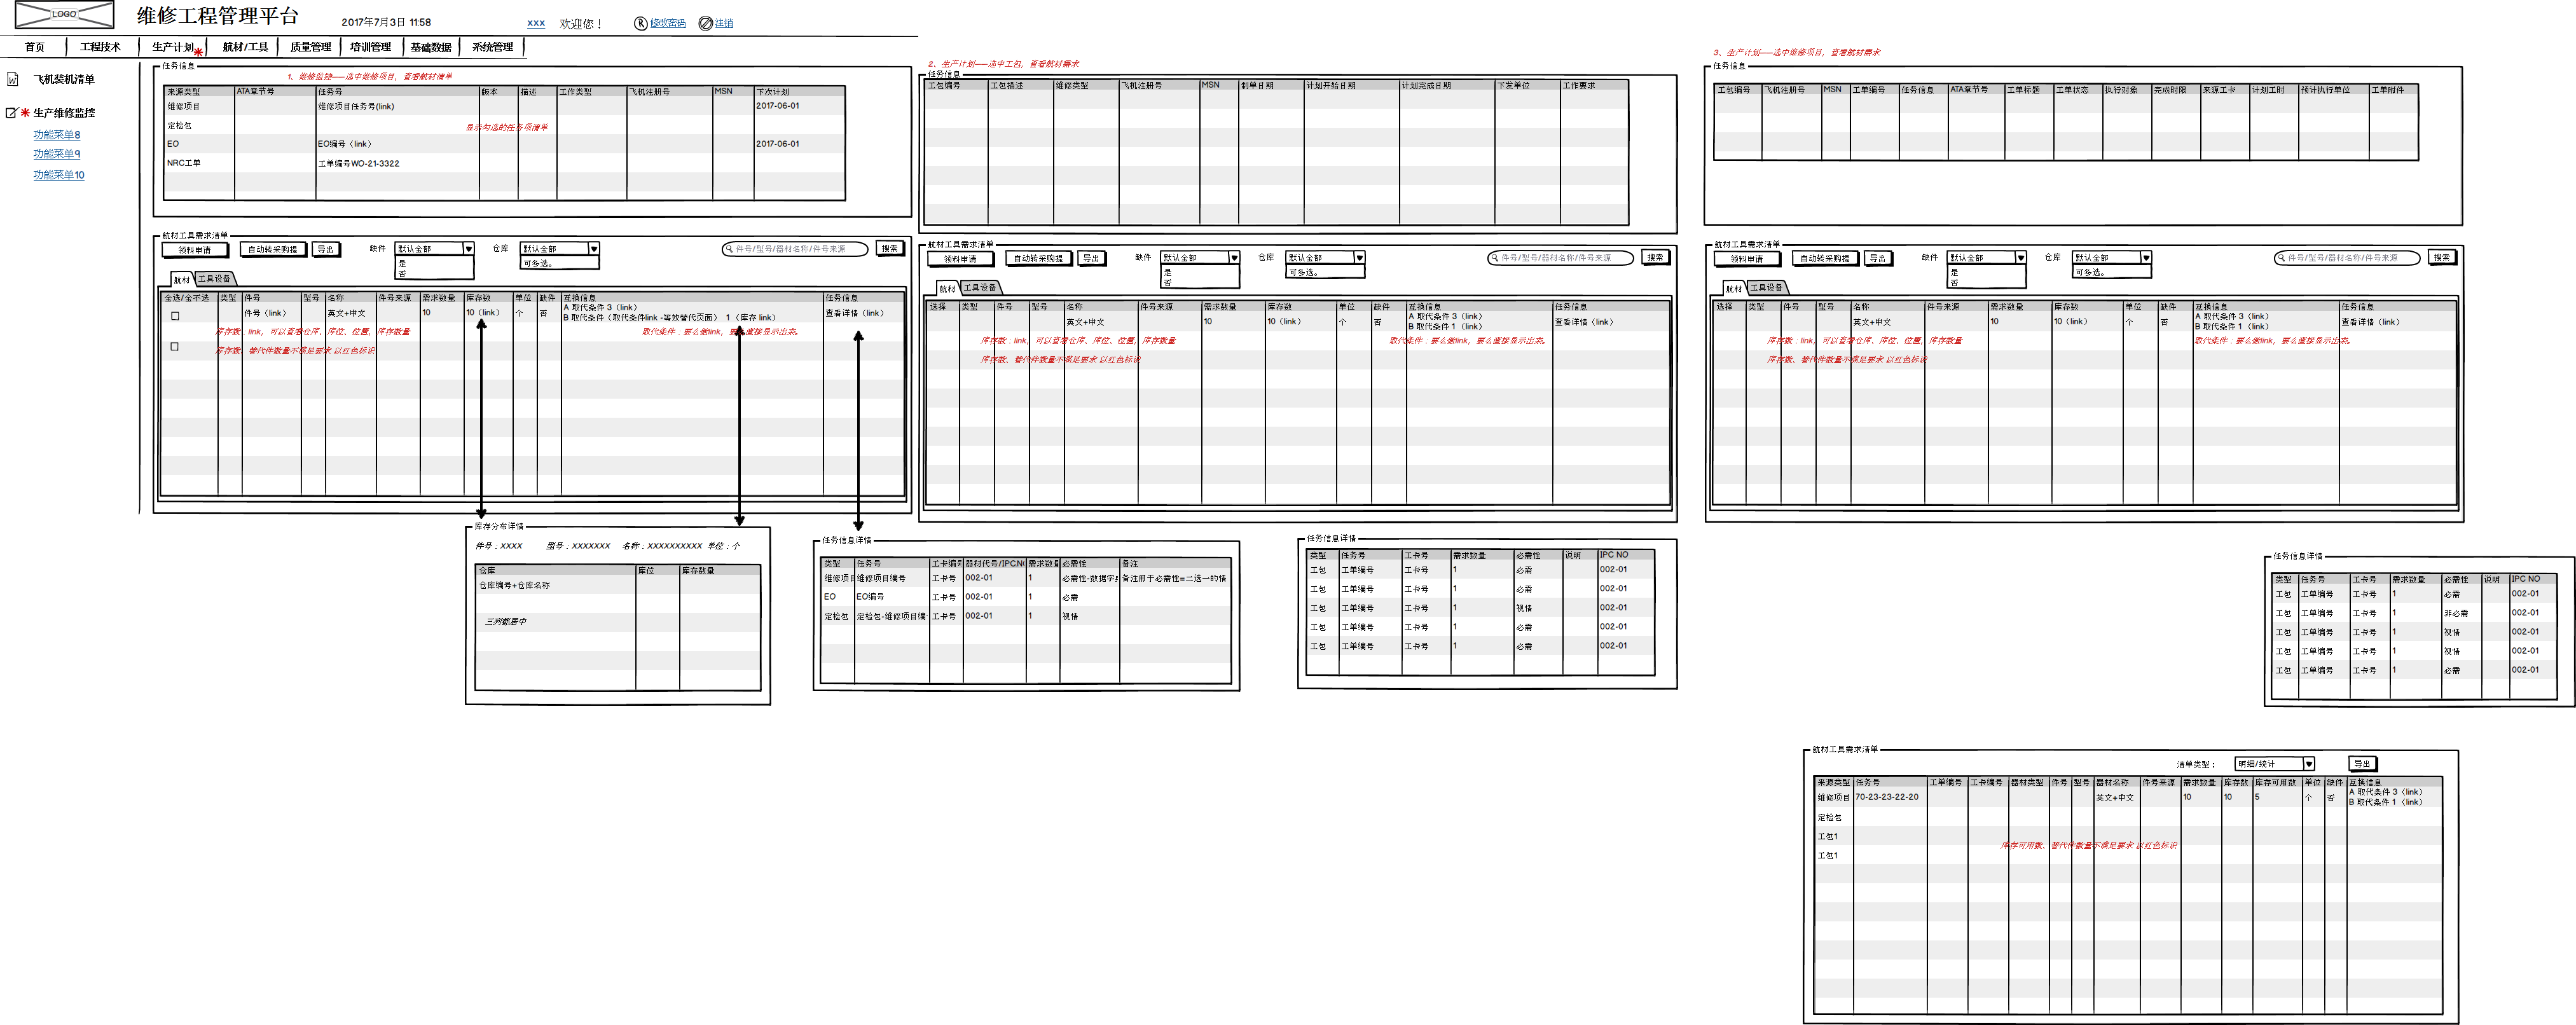 LOGO
维修工程管理平台
2017年7月3日 11:58
xxx 欢迎您！ 修改密码 注销
首页 工程技术 生产计划 航材/工具 质量管理 培训管理 基础数据 系统管理
飞机装机清单
生产维修监控
功能菜单8
功能菜单9
功能菜单10
任务信息
1、维修监控——选中维修项目，查看航材清单
来源类型 ATA章节号 任务号 版本 描述 工作类型 飞机注册号 MSN 下次计划
维修项目 维修项目任务号(link) 2017-06-01
定检包
显示勾选的任务项清单
EO EO编号（link） 2017-06-01
NRC工单 工单编号WO-21-3322
航材工具需求清单
领料申请 自动转采购提 导出 缺件 默认全部 仓库 默认全部 件号/型号/器材名称/件号来源 搜索
是
否
可多选。
航材 工具设备
全选/全不选 类型 件号 型号 名称 件号来源 需求数量 库存数 单位 缺件 互换信息 任务信息
件号（link） 英文+中文 10 10（link） 个 否 A 取代条件 3（link） 查看详情（link）
B 取代条件（取代条件link -等效替代页面） 1 （库存 link）
库存数：link，可以查看仓库、库位、位置，库存数量
取代条件：要么做link，要么直接显示出来。
库存数、替代件数量不满足要求 以红色标识
库存分布详情
件号：XXXX 型号：XXXXXXX 名称：XXXXXXXXXX 单位：个
仓库 库位 库存数量
仓库编号+仓库名称
三列都居中
任务信息详情
类型 任务号 工卡编号 器材代号/IPCNO 需求数量 必需性 备注
维修项目 维修项目编号 工卡号 002-01 1 必需性-数据字 备注用于必需性=二选一的情
EO EO编号 工卡号 002-01 1 必需
定检包 定检包-维修项目编 工卡号 002-01 1 视情
2、生产计划——选中工包，查看航材需求
任务信息
工包编号 工包描述 维修类型 飞机注册号 MSN 制单日期 计划开始日期 计划完成日期 下发单位 工作要求
航材工具需求清单
领料申请 自动转采购提 导出 缺件 默认全部 仓库 默认全部 件号/型号/器材名称/件号来源 搜索
是
否
可多选。
航材 工具设备
选择 类型 件号 型号 名称 件号来源 需求数量 库存数 单位 缺件 互换信息 任务信息
英文+中文 10 10（link） 个 否 A 取代条件 3（link） 查看详情（link）
B 取代条件 1（link）
库存数：link，可以查看仓库、库位、位置，库存数量
取代条件：要么做link，要么直接显示出来。
库存数、替代件数量不满足要求 以红色标识
任务信息详情
类型 任务号 工卡号 需求数量 必需性 说明 IPC NO
工包 工单编号 工卡号 1 必需 002-01
工包 工单编号 工卡号 1 必需 002-01
工包 工单编号 工卡号 1 视情 002-01
工包 工单编号 工卡号 1 必需 002-01
工包 工单编号 工卡号 1 必需 002-01
3、生产计划——选中维修项目，查看航材需求
任务信息
工包编号 飞机注册号 MSN 工单编号 任务信息 ATA章节号 工单标题 工单状态 执行对象 完成时限 来源工卡 计划工时 预计执行单位 工单附件
航材工具需求清单
领料申请 自动转采购提 导出 缺件 默认全部 仓库 默认全部 件号/型号/器材名称/件号来源 搜索
是
否
可多选。
航材 工具设备
选择 类型 件号 型号 名称 件号来源 需求数量 库存数 单位 缺件 互换信息 任务信息
英文+中文 10 10（link） 个 否 A 取代条件 3（link） 查看详情（link）
B 取代条件 1（link）
库存数：link，可以查看仓库、库位、位置，库存数量
取代条件：要么做link，要么直接显示出来。
库存数、替代件数量不满足要求 以红色标识
任务信息详情
类型 任务号 工卡号 需求数量 必需性 说明 IPC NO
工包 工单编号 工卡号 1 必需 002-01
工包 工单编号 工卡号 1 非必需 002-01
工包 工单编号 工卡号 1 视情 002-01
工包 工单编号 工卡号 1 视情 002-01
工包 工单编号 工卡号 1 必需 002-01
航材工具需求清单
清单类型： 明细/统计 导出
来源类型 任务号 工单编号 工卡编号 器材类型 件号 型号 器材名称 件号来源 需求数量 库存数 库存可用数 单位 缺件 互换信息
维修项目 70-23-23-22-20 英文+中文 10 10 5 个 否 A 取代条件 3（link）
B 取代条件 1（link）
定检包
工包1
库存可用数、替代件数量不满足要求 以红色标识
工包1